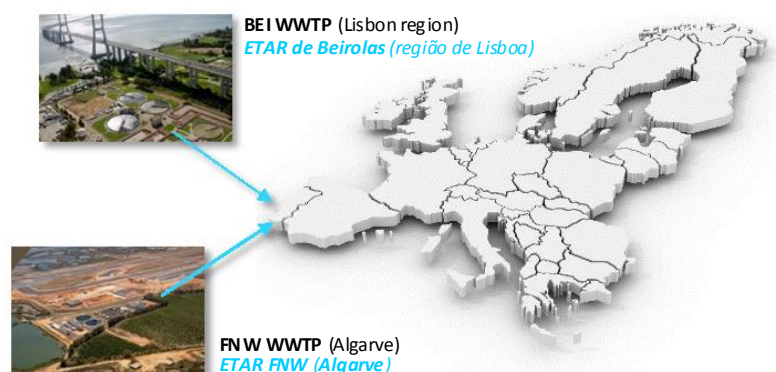 BEI WWTP (Lisbon region)
ETAR de Beirolas (região de Lisboa)
FNW WWTP (Algarve)
ETAR FNW (Algarve)